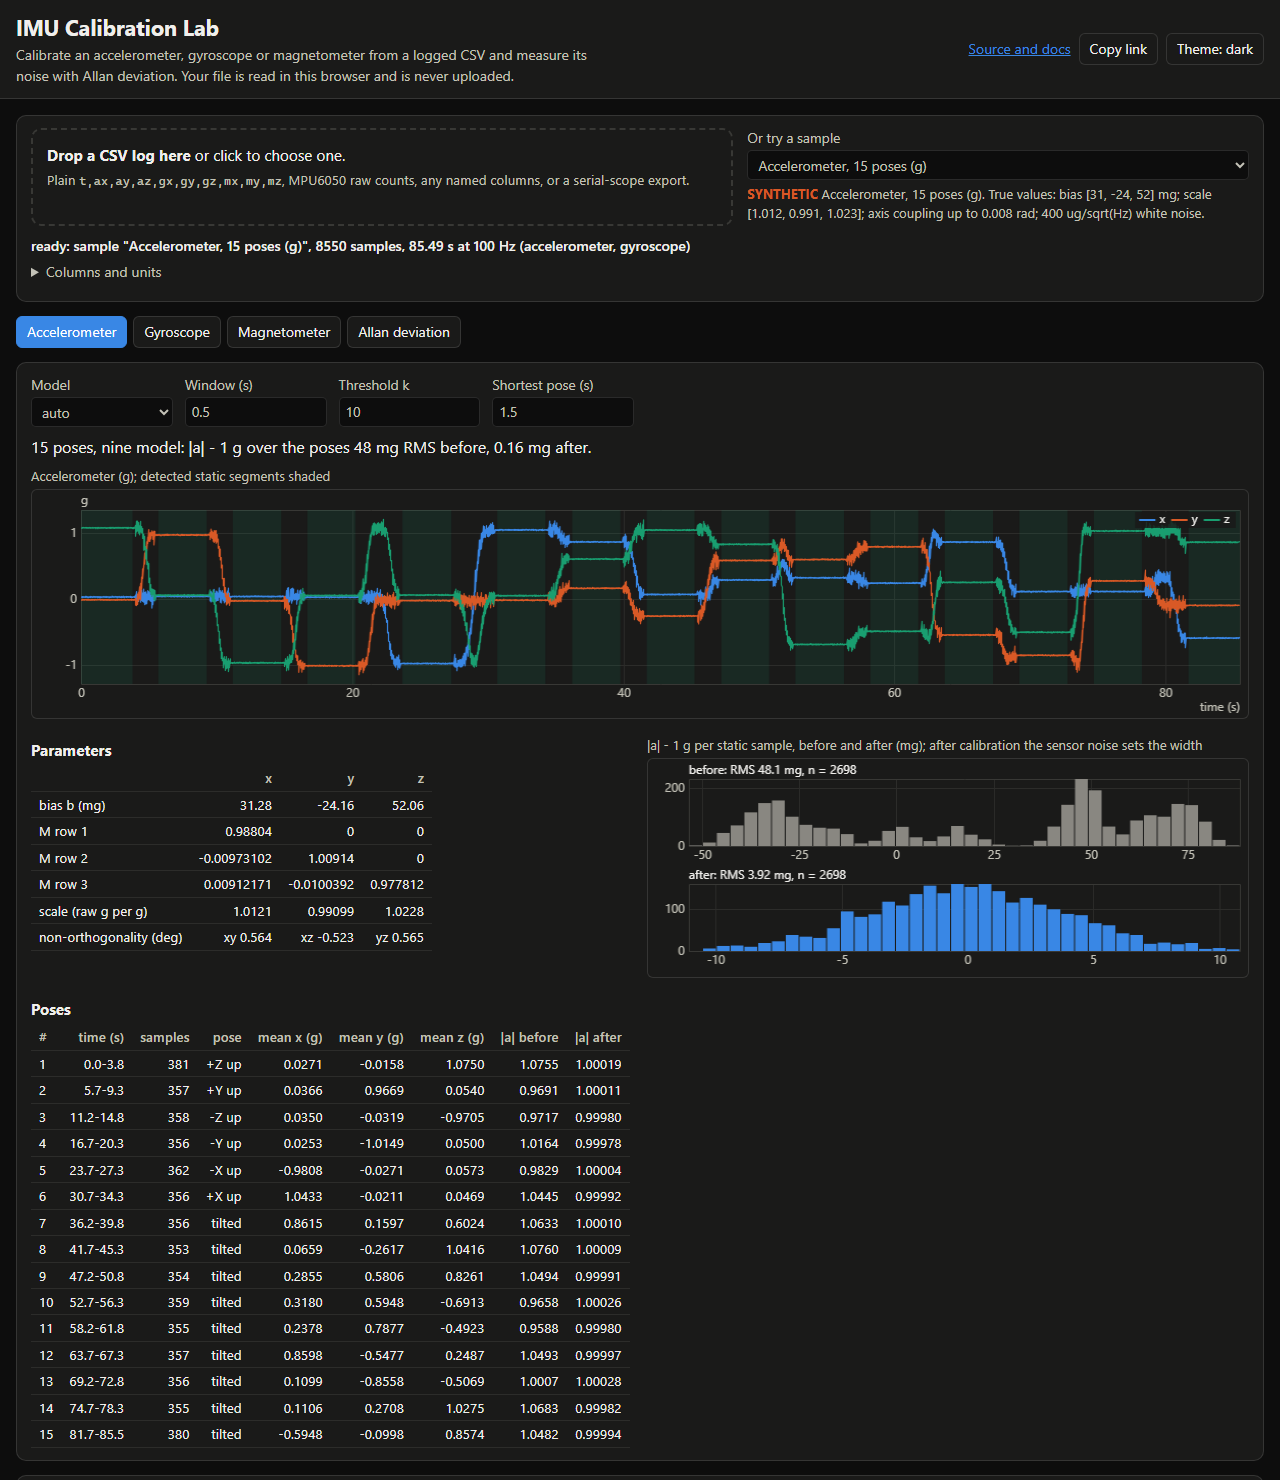 IMU Calibration Lab
Calibrate an accelerometer, gyroscope or magnetometer from a logged CSV and measure its
noise with Allan deviation. Your file is read in this browser and is never uploaded.
Source and docs
Copy link
Theme: dark
Drop a CSV log here or click to choose one.
Plain t,ax,ay,az,gx,gy,gz,mx,my,mz, MPU6050 raw counts, any named columns, or a serial-scope export.
Or try a sample
Accelerometer, 15 poses (g)
SYNTHETIC Accelerometer, 15 poses (g). True values: bias [31, -24, 52] mg; scale
[1.012, 0.991, 1.023]; axis coupling up to 0.008 rad; 400 ug/sqrt(Hz) white noise.
ready: sample "Accelerometer, 15 poses (g)", 8550 samples, 85.49 s at 100 Hz (accelerometer, gyroscope)
Columns and units
Accelerometer
Gyroscope
Magnetometer
Allan deviation
Model
Window (s)
Threshold k
Shortest pose (s)
auto
0.5
10
1.5
15 poses, nine model: |a| - 1 g over the poses 48 mg RMS before, 0.16 mg after.
Accelerometer (g); detected static segments shaded
g
x y z
1
0
-1
0 20 40 60 80
time (s)
Parameters
x y z
bias b (mg) 31.28 -24.16 52.06
M row 1 0.98804 0 0
M row 2 -0.00973102 1.00914 0
M row 3 0.00912171 -0.0100392 0.977812
scale (raw g per g) 1.0121 0.99099 1.0228
non-orthogonality (deg) xy 0.564 xz -0.523 yz 0.565
|a| - 1 g per static sample, before and after (mg); after calibration the sensor noise sets the width
before: RMS 48.1 mg, n = 2698
200
0
-50 -25 0 25 50 75
after: RMS 3.92 mg, n = 2698
100
0
-10 -5 0 5 10
Poses
# time (s) samples pose mean x (g) mean y (g) mean z (g) |a| before |a| after
1 0.0-3.8 381 +Z up 0.0271 -0.0158 1.0750 1.0755 1.00019
2 5.7-9.3 357 +Y up 0.0366 0.9669 0.0540 0.9691 1.00011
3 11.2-14.8 358 -Z up 0.0350 -0.0319 -0.9705 0.9717 0.99980
4 16.7-20.3 356 -Y up 0.0253 -1.0149 0.0500 1.0164 0.99978
5 23.7-27.3 362 -X up -0.9808 -0.0271 0.0573 0.9829 1.00004
6 30.7-34.3 356 +X up 1.0433 -0.0211 0.0469 1.0445 0.99992
7 36.2-39.8 356 tilted 0.8615 0.1597 0.6024 1.0633 1.00010
8 41.7-45.3 353 tilted 0.0659 -0.2617 1.0416 1.0760 1.00009
9 47.2-50.8 354 tilted 0.2855 0.5806 0.8261 1.0494 0.99991
10 52.7-56.3 359 tilted 0.3180 0.5948 -0.6913 0.9658 1.00026
11 58.2-61.8 355 tilted 0.2378 0.7877 -0.4923 0.9588 0.99980
12 63.7-67.3 357 tilted 0.8598 -0.5477 0.2487 1.0493 0.99997
13 69.2-72.8 356 tilted 0.1099 -0.8558 -0.5069 1.0007 1.00028
14 74.7-78.3 355 tilted 0.1106 0.2708 1.0275 1.0683 0.99982
15 81.7-85.5 380 tilted -0.5948 -0.0998 0.8574 1.0482 0.99994